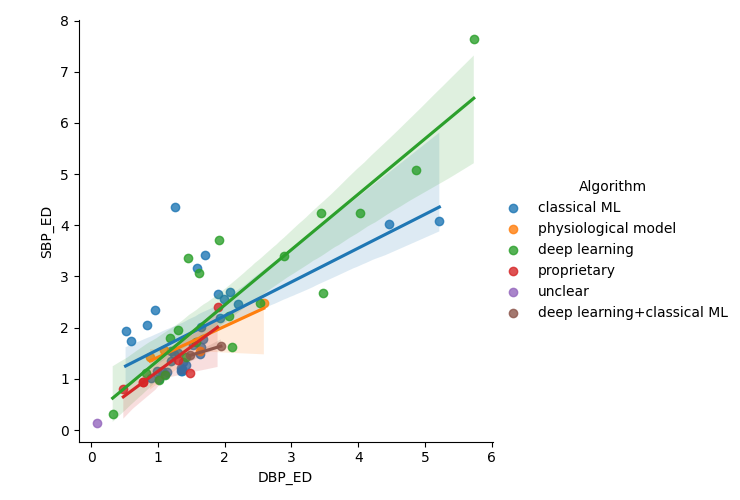 8
7
6
5
4
3
2
1
0
SBP_ED
0 1 2 3 4 5 6
DBP_ED
Algorithm
classical ML
physiological model
deep learning
proprietary
unclear
deep learning+classical ML